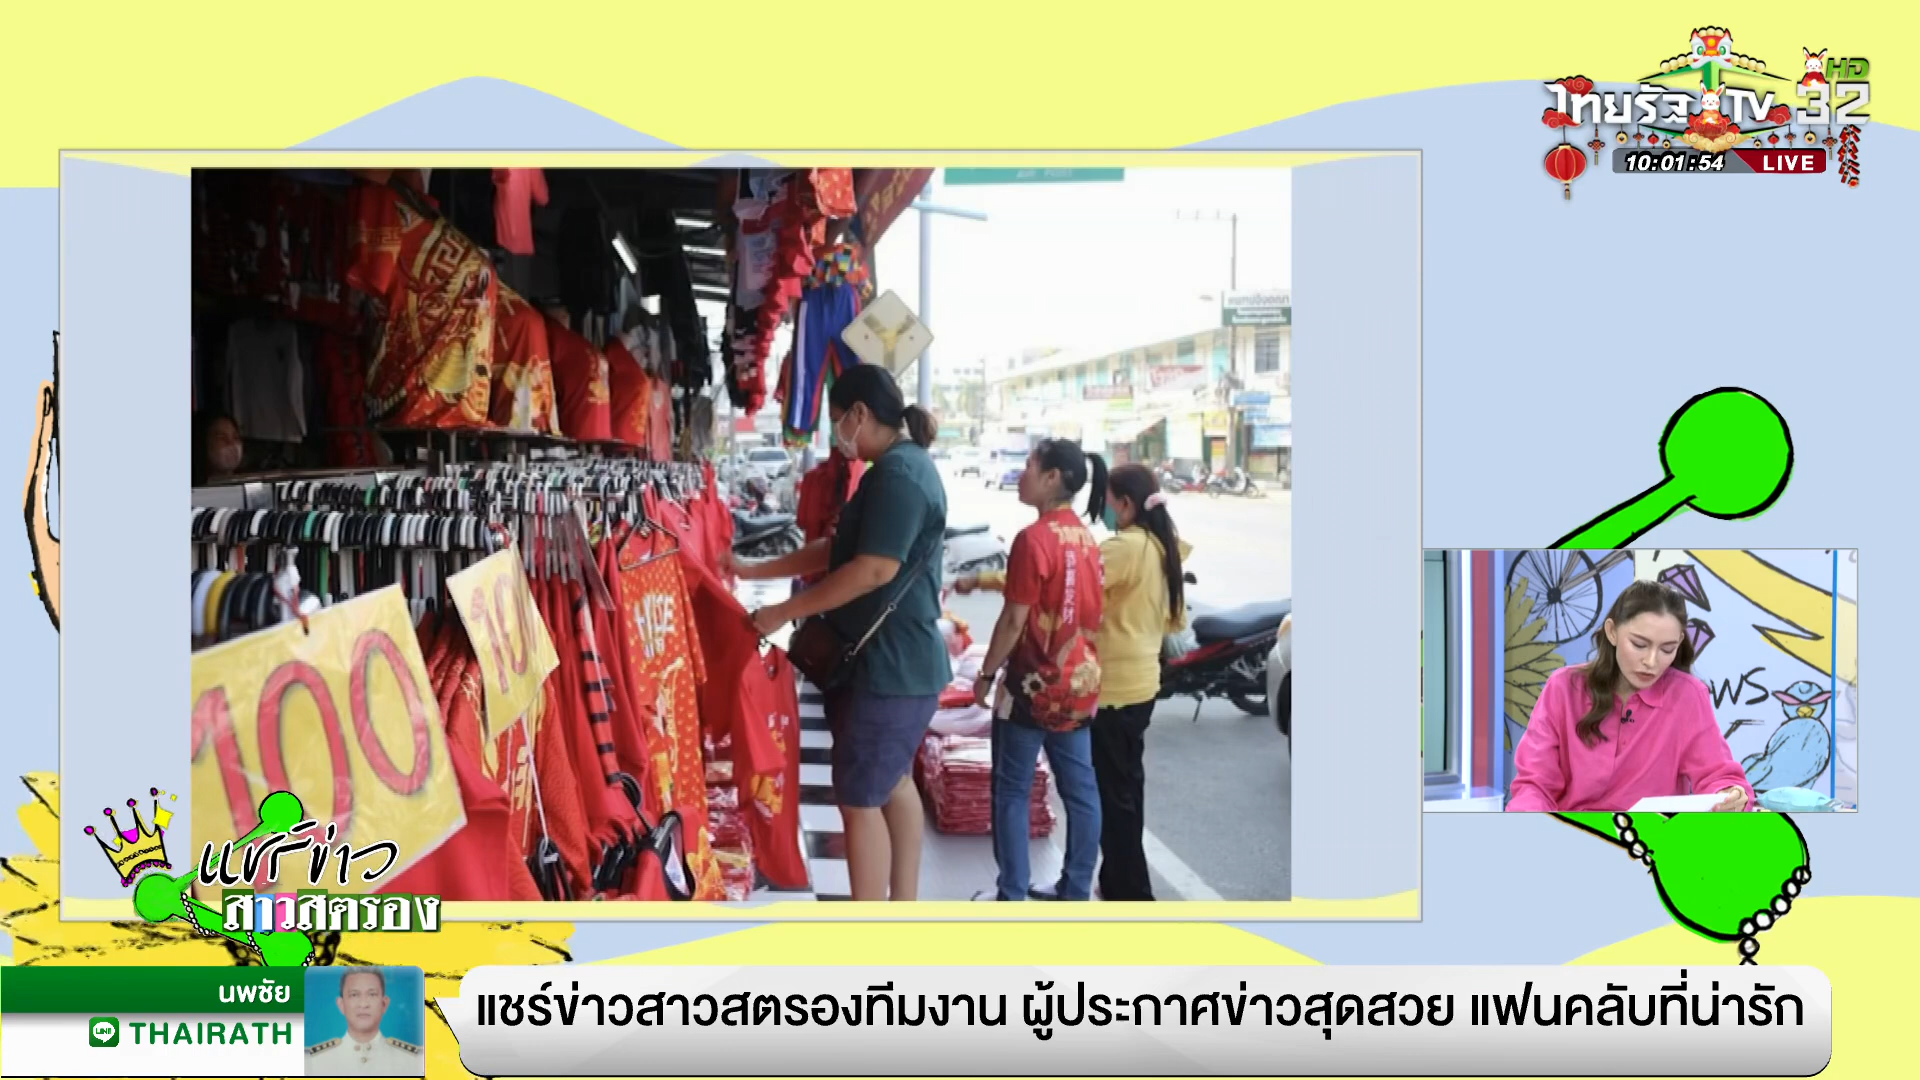 HD
ไทยรัฐ TV 32
10:01:54 LIVE
100
100
NEWS
แชร์ข่าว
สาวสตรอง
นพชัย
LINE THAIRATH
แชร์ข่าวสาวสตรองทีมงาน ผู้ประกาศข่าวสุดสวย แฟนคลับที่น่ารัก